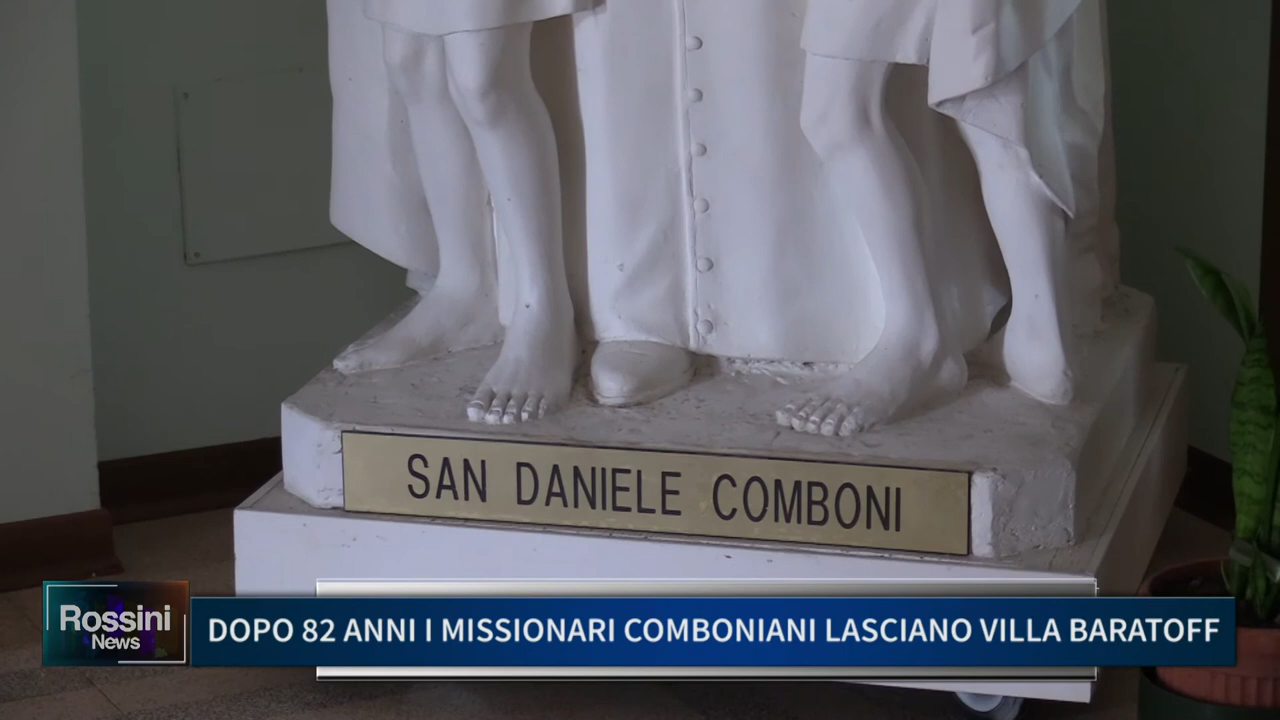 SAN DANIELE COMBONI
Rossini
News
DOPO 82 ANNI I MISSIONARI COMBONIANI LASCIANO VILLA BARATOFF